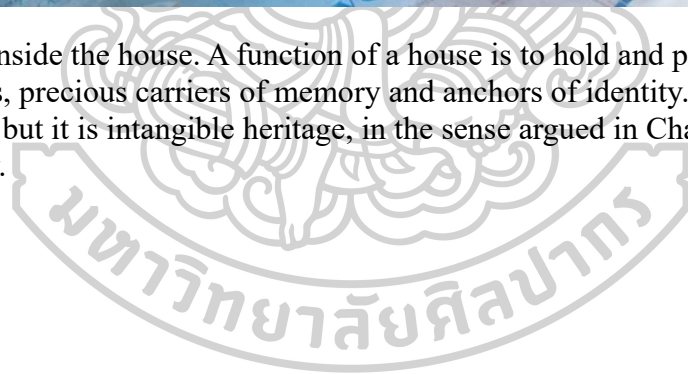 nside the house. A function of a house is to hold and p
s, precious carriers of memory and anchors of identity.
but it is intangible heritage, in the sense argued in Cha
.
มหาวิทยาลัยศิลปากร